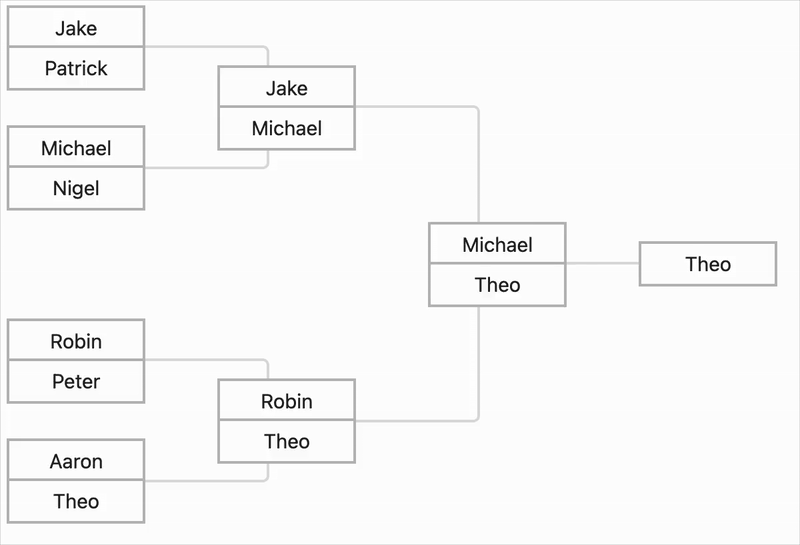 Jake
Patrick
Michael
Nigel
Robin
Peter
Aaron
Theo
Jake
Michael
Robin
Theo
Michael
Theo
Theo